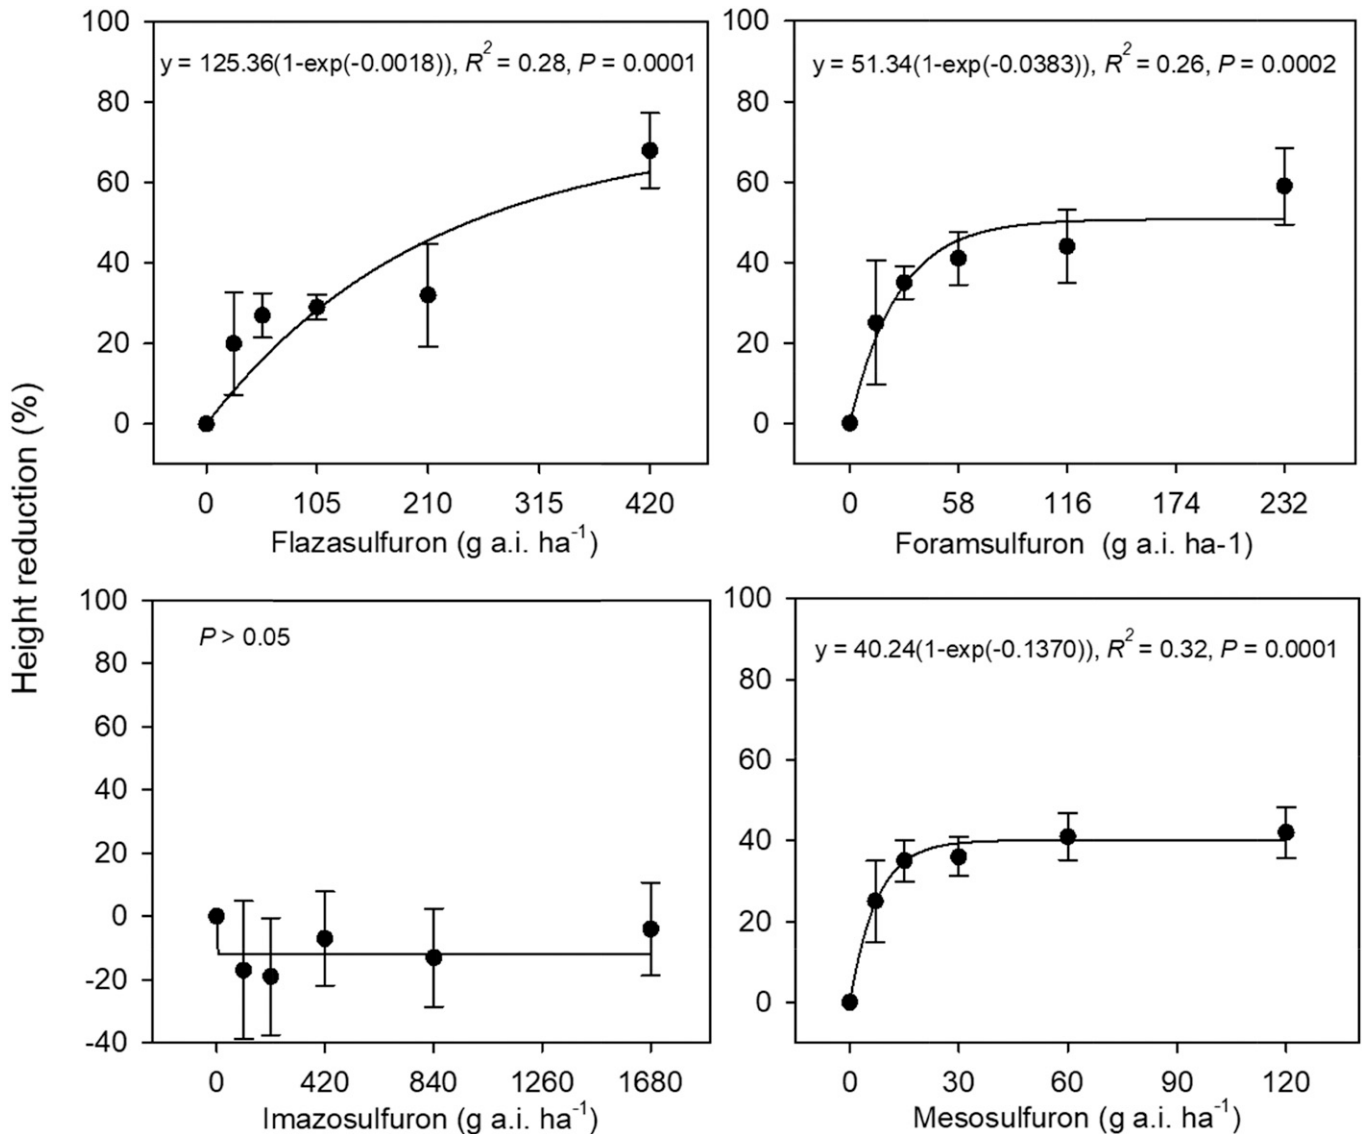 Height reduction (%)
100
80
60
40
20
0
y = 125.36(1-exp(-0.0018)), R² = 0.28, P = 0.0001
0 105 210 315 420
Flazasulfuron (g a.i. ha⁻¹)
100
80
60
40
20
0
y = 51.34(1-exp(-0.0383)), R² = 0.26, P = 0.0002
0 58 116 174 232
Foramsulfuron (g a.i. ha-1)
100
80
60
40
20
0
-20
-40
P > 0.05
0 420 840 1260 1680
Imazosulfuron (g a.i. ha⁻¹)
100
80
60
40
20
0
y = 40.24(1-exp(-0.1370)), R² = 0.32, P = 0.0001
0 30 60 90 120
Mesosulfuron (g a.i. ha⁻¹)